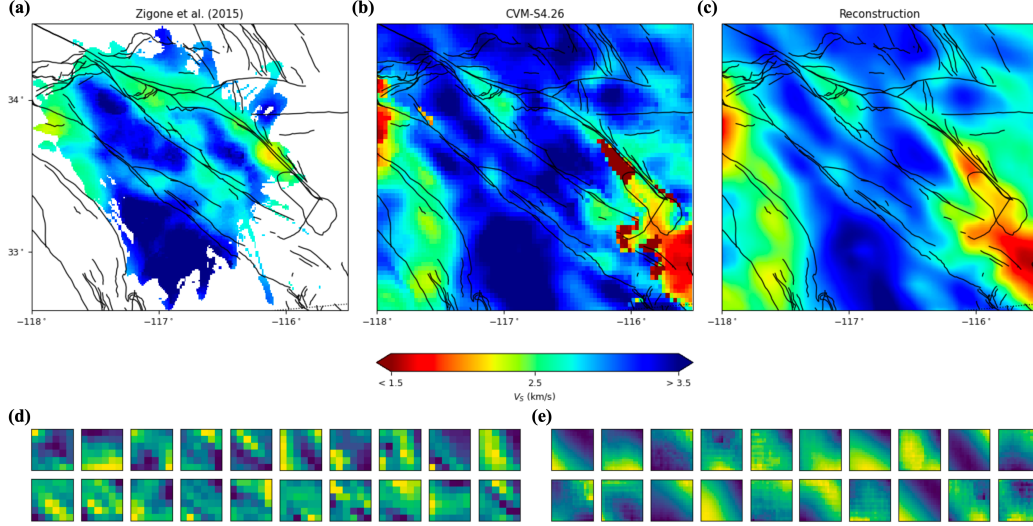 (a) Zigone et al. (2015) (b) CVM-S4.26 (c) Reconstruction
34°
33°
−118° −117° −116° −118° −117° −116° −118° −117° −116°
< 1.5 2.5 > 3.5
VS (km/s)
(d) (e)